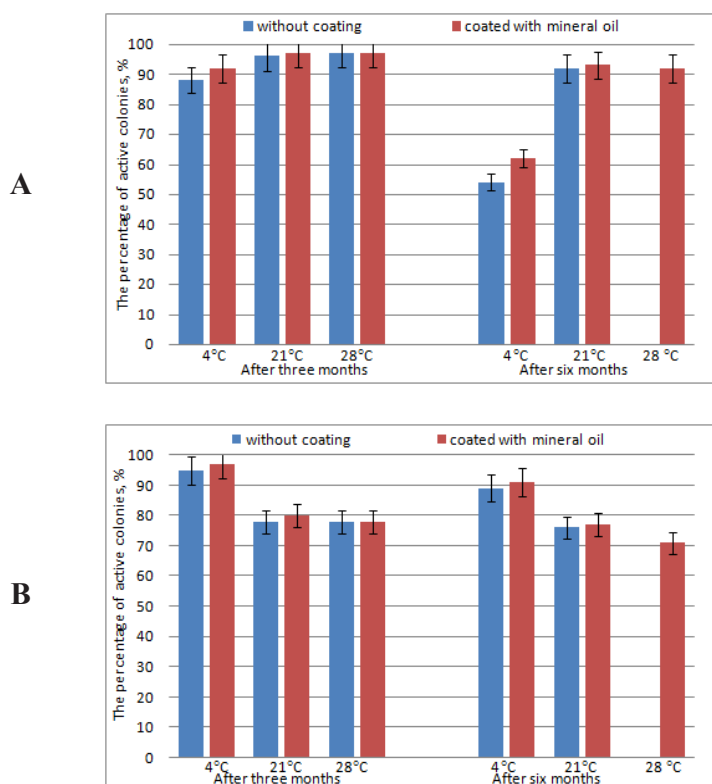 A
without coating coated with mineral oil
The percentage of active colonies, %
100
90
80
70
60
50
40
30
20
10
0
4°C 21°C 28°C 4°C 21°C 28 °C
After three months After six months
B
without coating coated with mineral oil
The percentage of active colonies, %
100
90
80
70
60
50
40
30
20
10
0
4°C 21°C 28°C 4°C 21°C 28 °C
After three months After six months